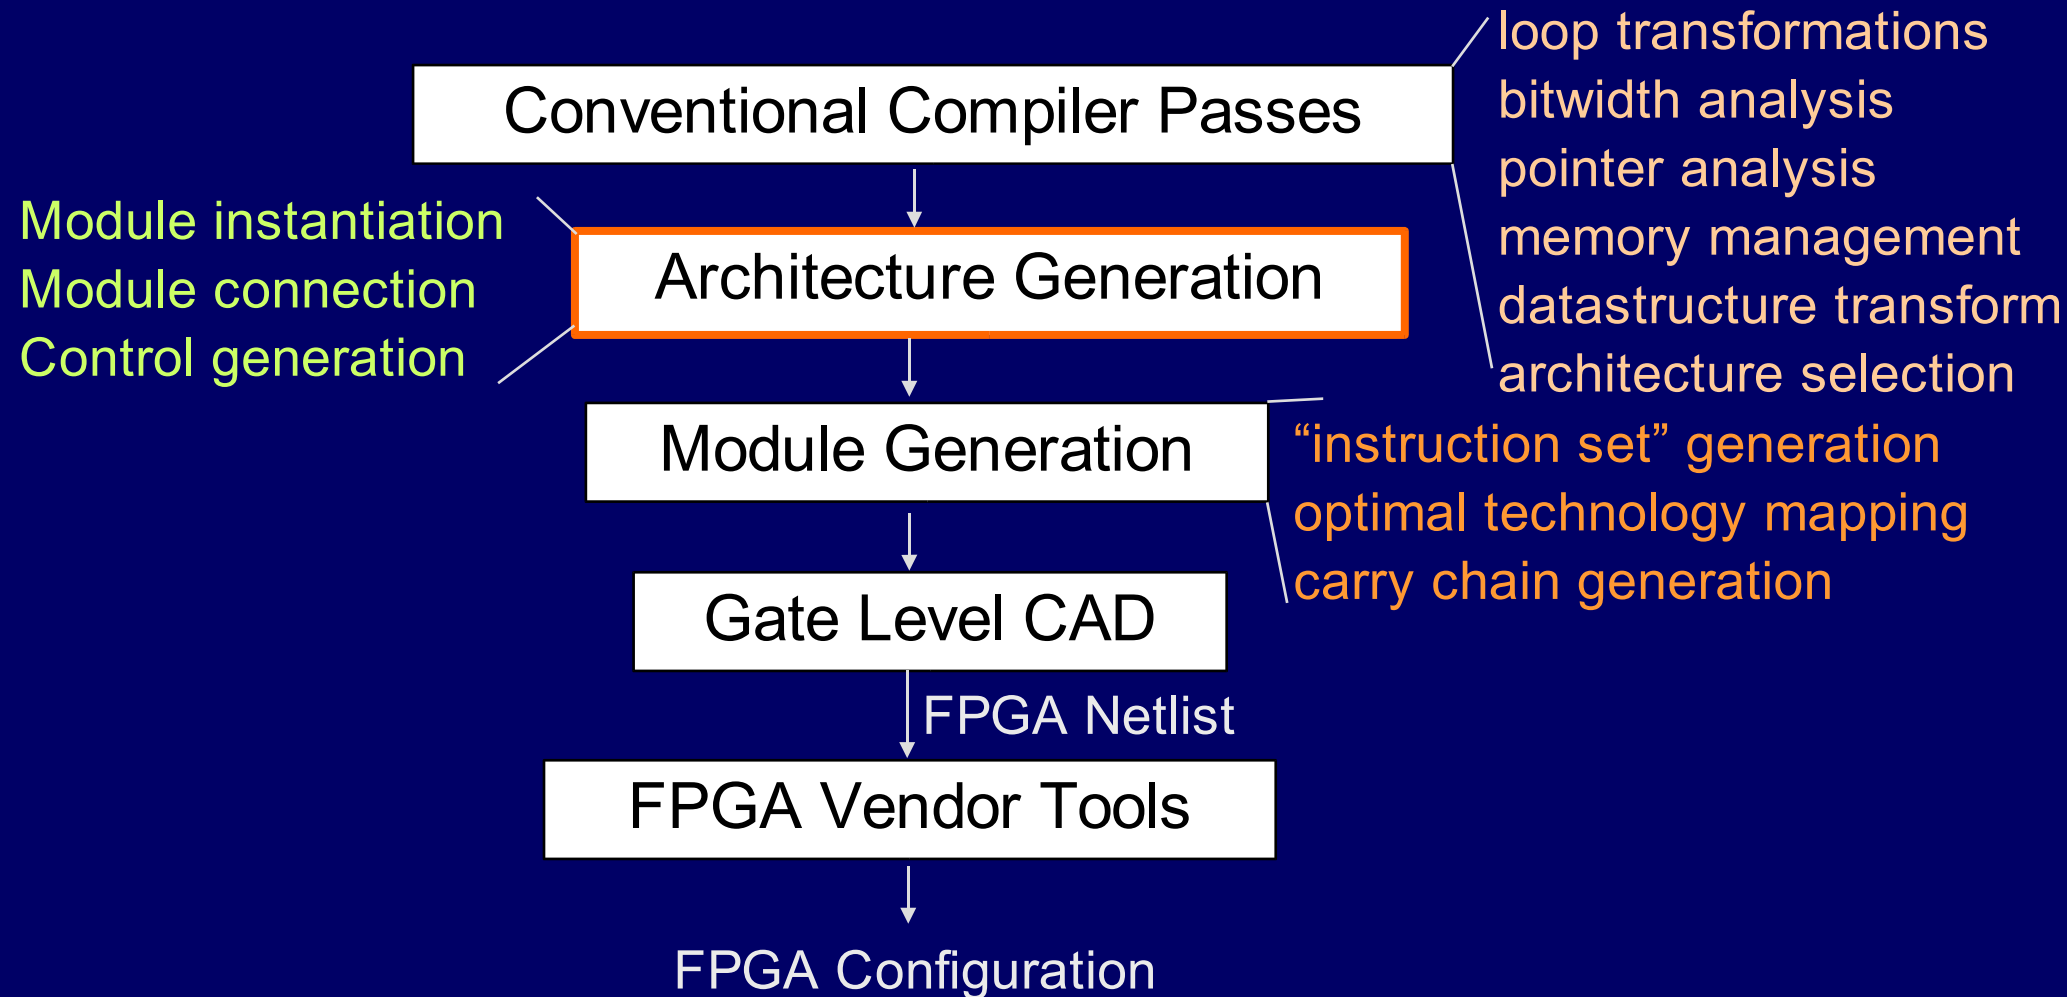 loop transformations
bitwidth analysis
pointer analysis
memory management
datastructure transform
architecture selection
Conventional Compiler Passes
Module instantiation
Module connection
Control generation
Architecture Generation
Module Generation
“instruction set” generation
optimal technology mapping
carry chain generation
Gate Level CAD
FPGA Netlist
FPGA Vendor Tools
FPGA Configuration